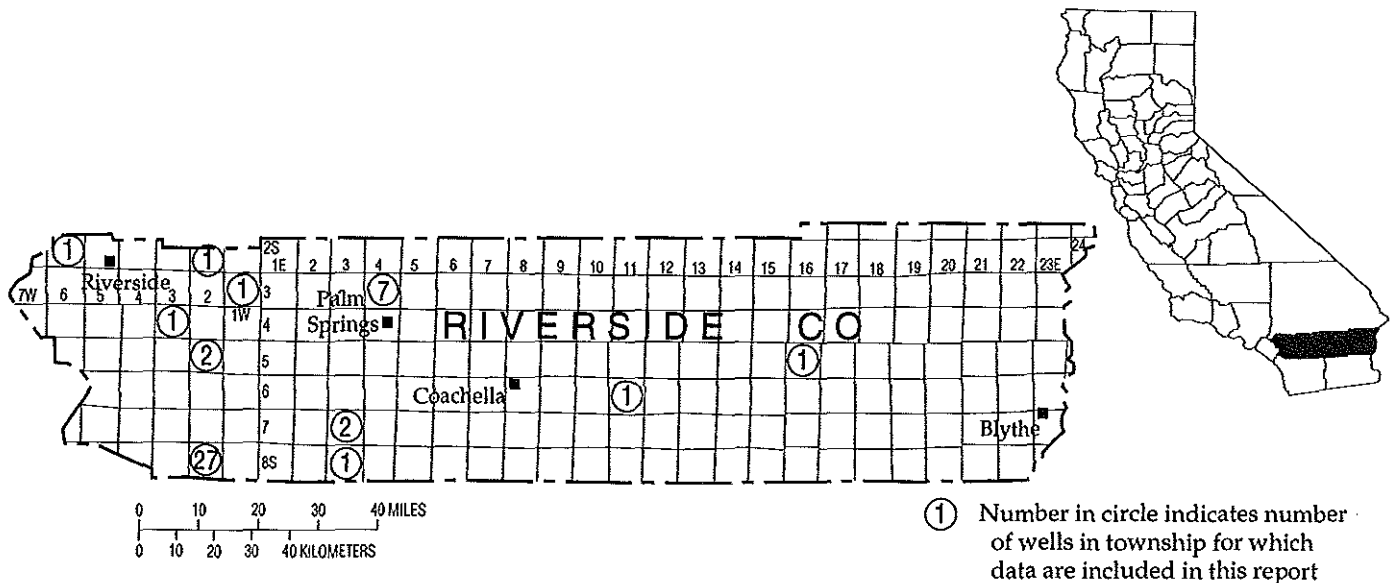 2S
24
1E 2 3 4 5 6 7 8 9 10 11 12 13 14 15 16 17 18 19 20 21 22 23E
1 1
Riverside
7W 6 5 4 3 2 1 3 7
1W
Palm
Springs
1 4
RIVERSIDE CO
2 5 1
6
Coachella 1
7 2
Blythe
27 8S 1
0 10 20 30 40 MILES
0 10 20 30 40 KILOMETERS
1 Number in circle indicates number
of wells in township for which
data are included in this report